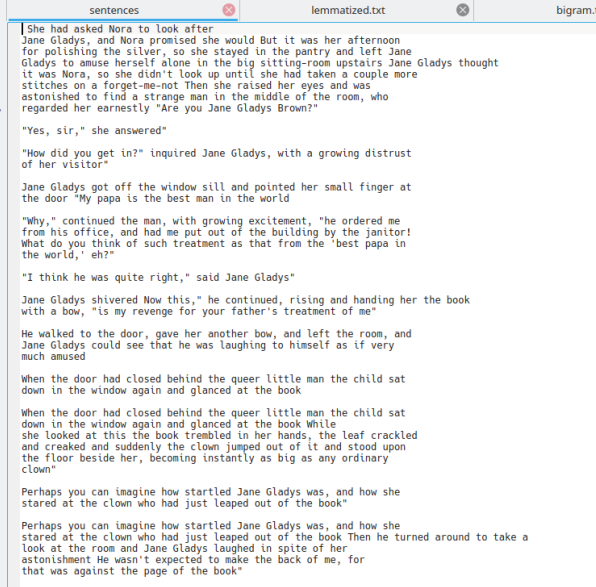 sentences
lemmatized.txt
bigram.
She had asked Nora to look after
Jane Gladys, and Nora promised she would But it was her afternoon
for polishing the silver, so she stayed in the pantry and left Jane
Gladys to amuse herself alone in the big sitting-room upstairs Jane Gladys thought
it was Nora, so she didn't look up until she had taken a couple more
stitches on a forget-me-not Then she raised her eyes and was
astonished to find a strange man in the middle of the room, who
regarded her earnestly "Are you Jane Gladys Brown?"
"Yes, sir," she answered"
"How did you get in?" inquired Jane Gladys, with a growing distrust
of her visitor"
Jane Gladys got off the window sill and pointed her small finger at
the door "My papa is the best man in the world
"Why," continued the man, with growing excitement, "he ordered me
from his office, and had me put out of the building by the janitor!
What do you think of such treatment as that from the 'best papa in
the world,' eh?"
"I think he was quite right," said Jane Gladys"
Jane Gladys shivered Now this," he continued, rising and handing her the book
with a bow, "is my revenge for your father's treatment of me"
He walked to the door, gave her another bow, and left the room, and
Jane Gladys could see that he was laughing to himself as if very
much amused
When the door had closed behind the queer little man the child sat
down in the window again and glanced at the book
When the door had closed behind the queer little man the child sat
down in the window again and glanced at the book While
she looked at this the book trembled in her hands, the leaf crackled
and creaked and suddenly the clown jumped out of it and stood upon
the floor beside her, becoming instantly as big as any ordinary
clown"
Perhaps you can imagine how startled Jane Gladys was, and how she
stared at the clown who had just leaped out of the book"
Perhaps you can imagine how startled Jane Gladys was, and how she
stared at the clown who had just leaped out of the book Then he turned around to take a
look at the room and Jane Gladys laughed in spite of her
astonishment He wasn't expected to make the back of me, for
that was against the page of the book"